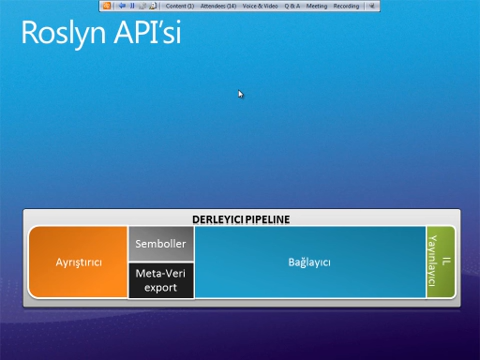 Content (1) Attendees (14) Voice & Video Q & A Meeting Recording
Roslyn API’si
DERLEYICI PIPELINE
Ayrıştırıcı
Semboller
Meta-Veri
export
Bağlayıcı
IL
Yayınlayıcı